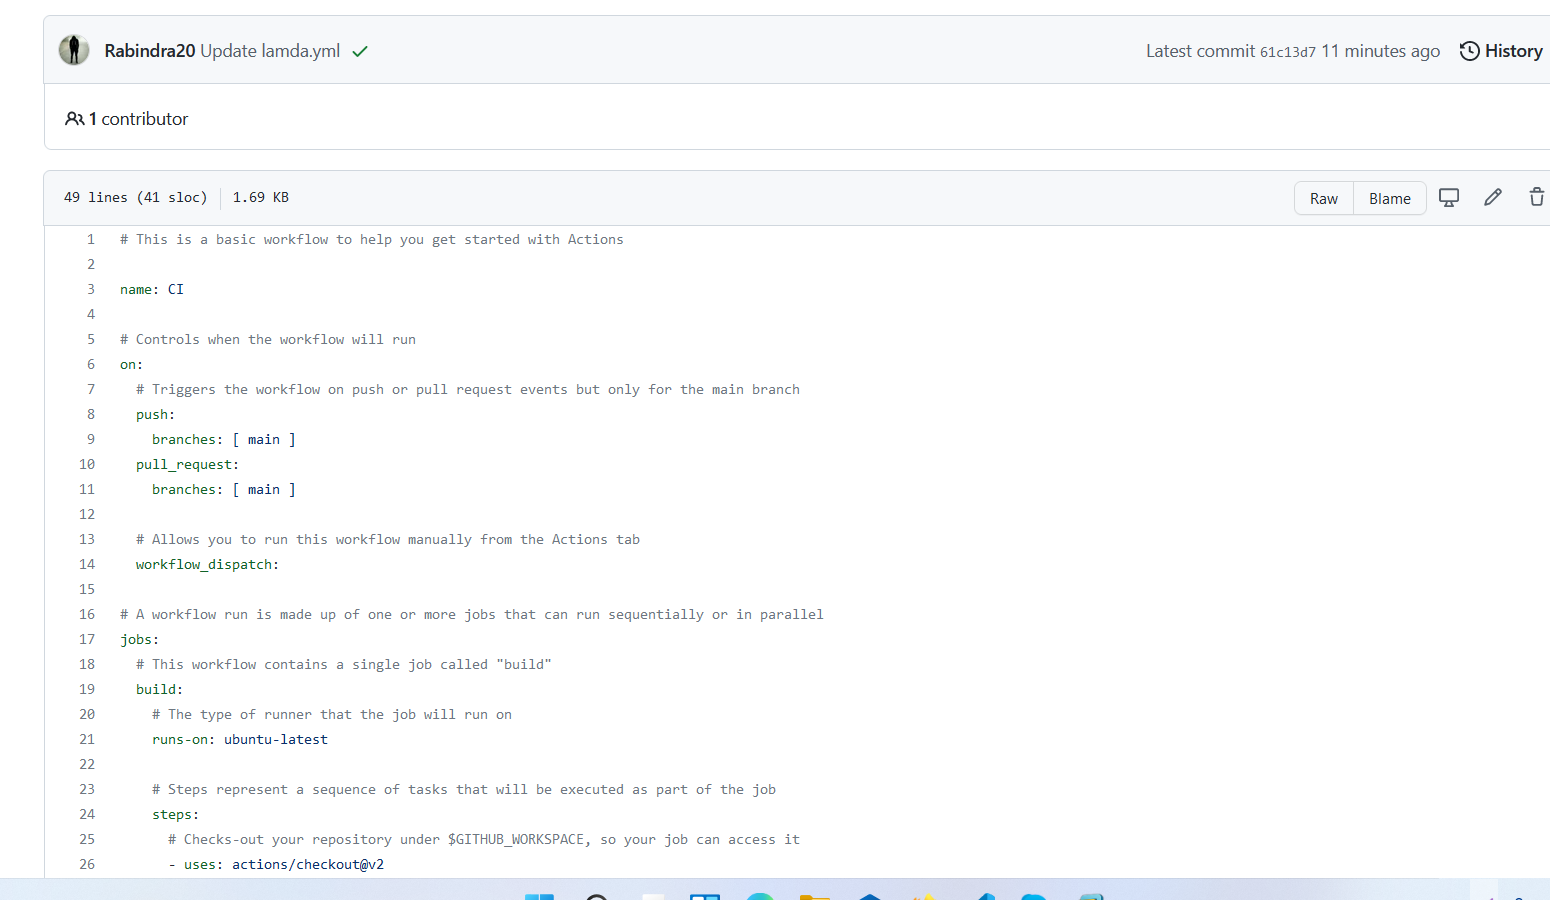 Rabindra20 Update lamda.yml
Latest commit 61c13d7 11 minutes ago History
1 contributor
49 lines (41 sloc) 1.69 KB
Raw Blame
1 # This is a basic workflow to help you get started with Actions
2
3 name: CI
4
5 # Controls when the workflow will run
6 on:
7 # Triggers the workflow on push or pull request events but only for the main branch
8 push:
9 branches: [ main ]
10 pull_request:
11 branches: [ main ]
12
13 # Allows you to run this workflow manually from the Actions tab
14 workflow_dispatch:
15
16 # A workflow run is made up of one or more jobs that can run sequentially or in parallel
17 jobs:
18 # This workflow contains a single job called "build"
19 build:
20 # The type of runner that the job will run on
21 runs-on: ubuntu-latest
22
23 # Steps represent a sequence of tasks that will be executed as part of the job
24 steps:
25 # Checks-out your repository under $GITHUB_WORKSPACE, so your job can access it
26 - uses: actions/checkout@v2